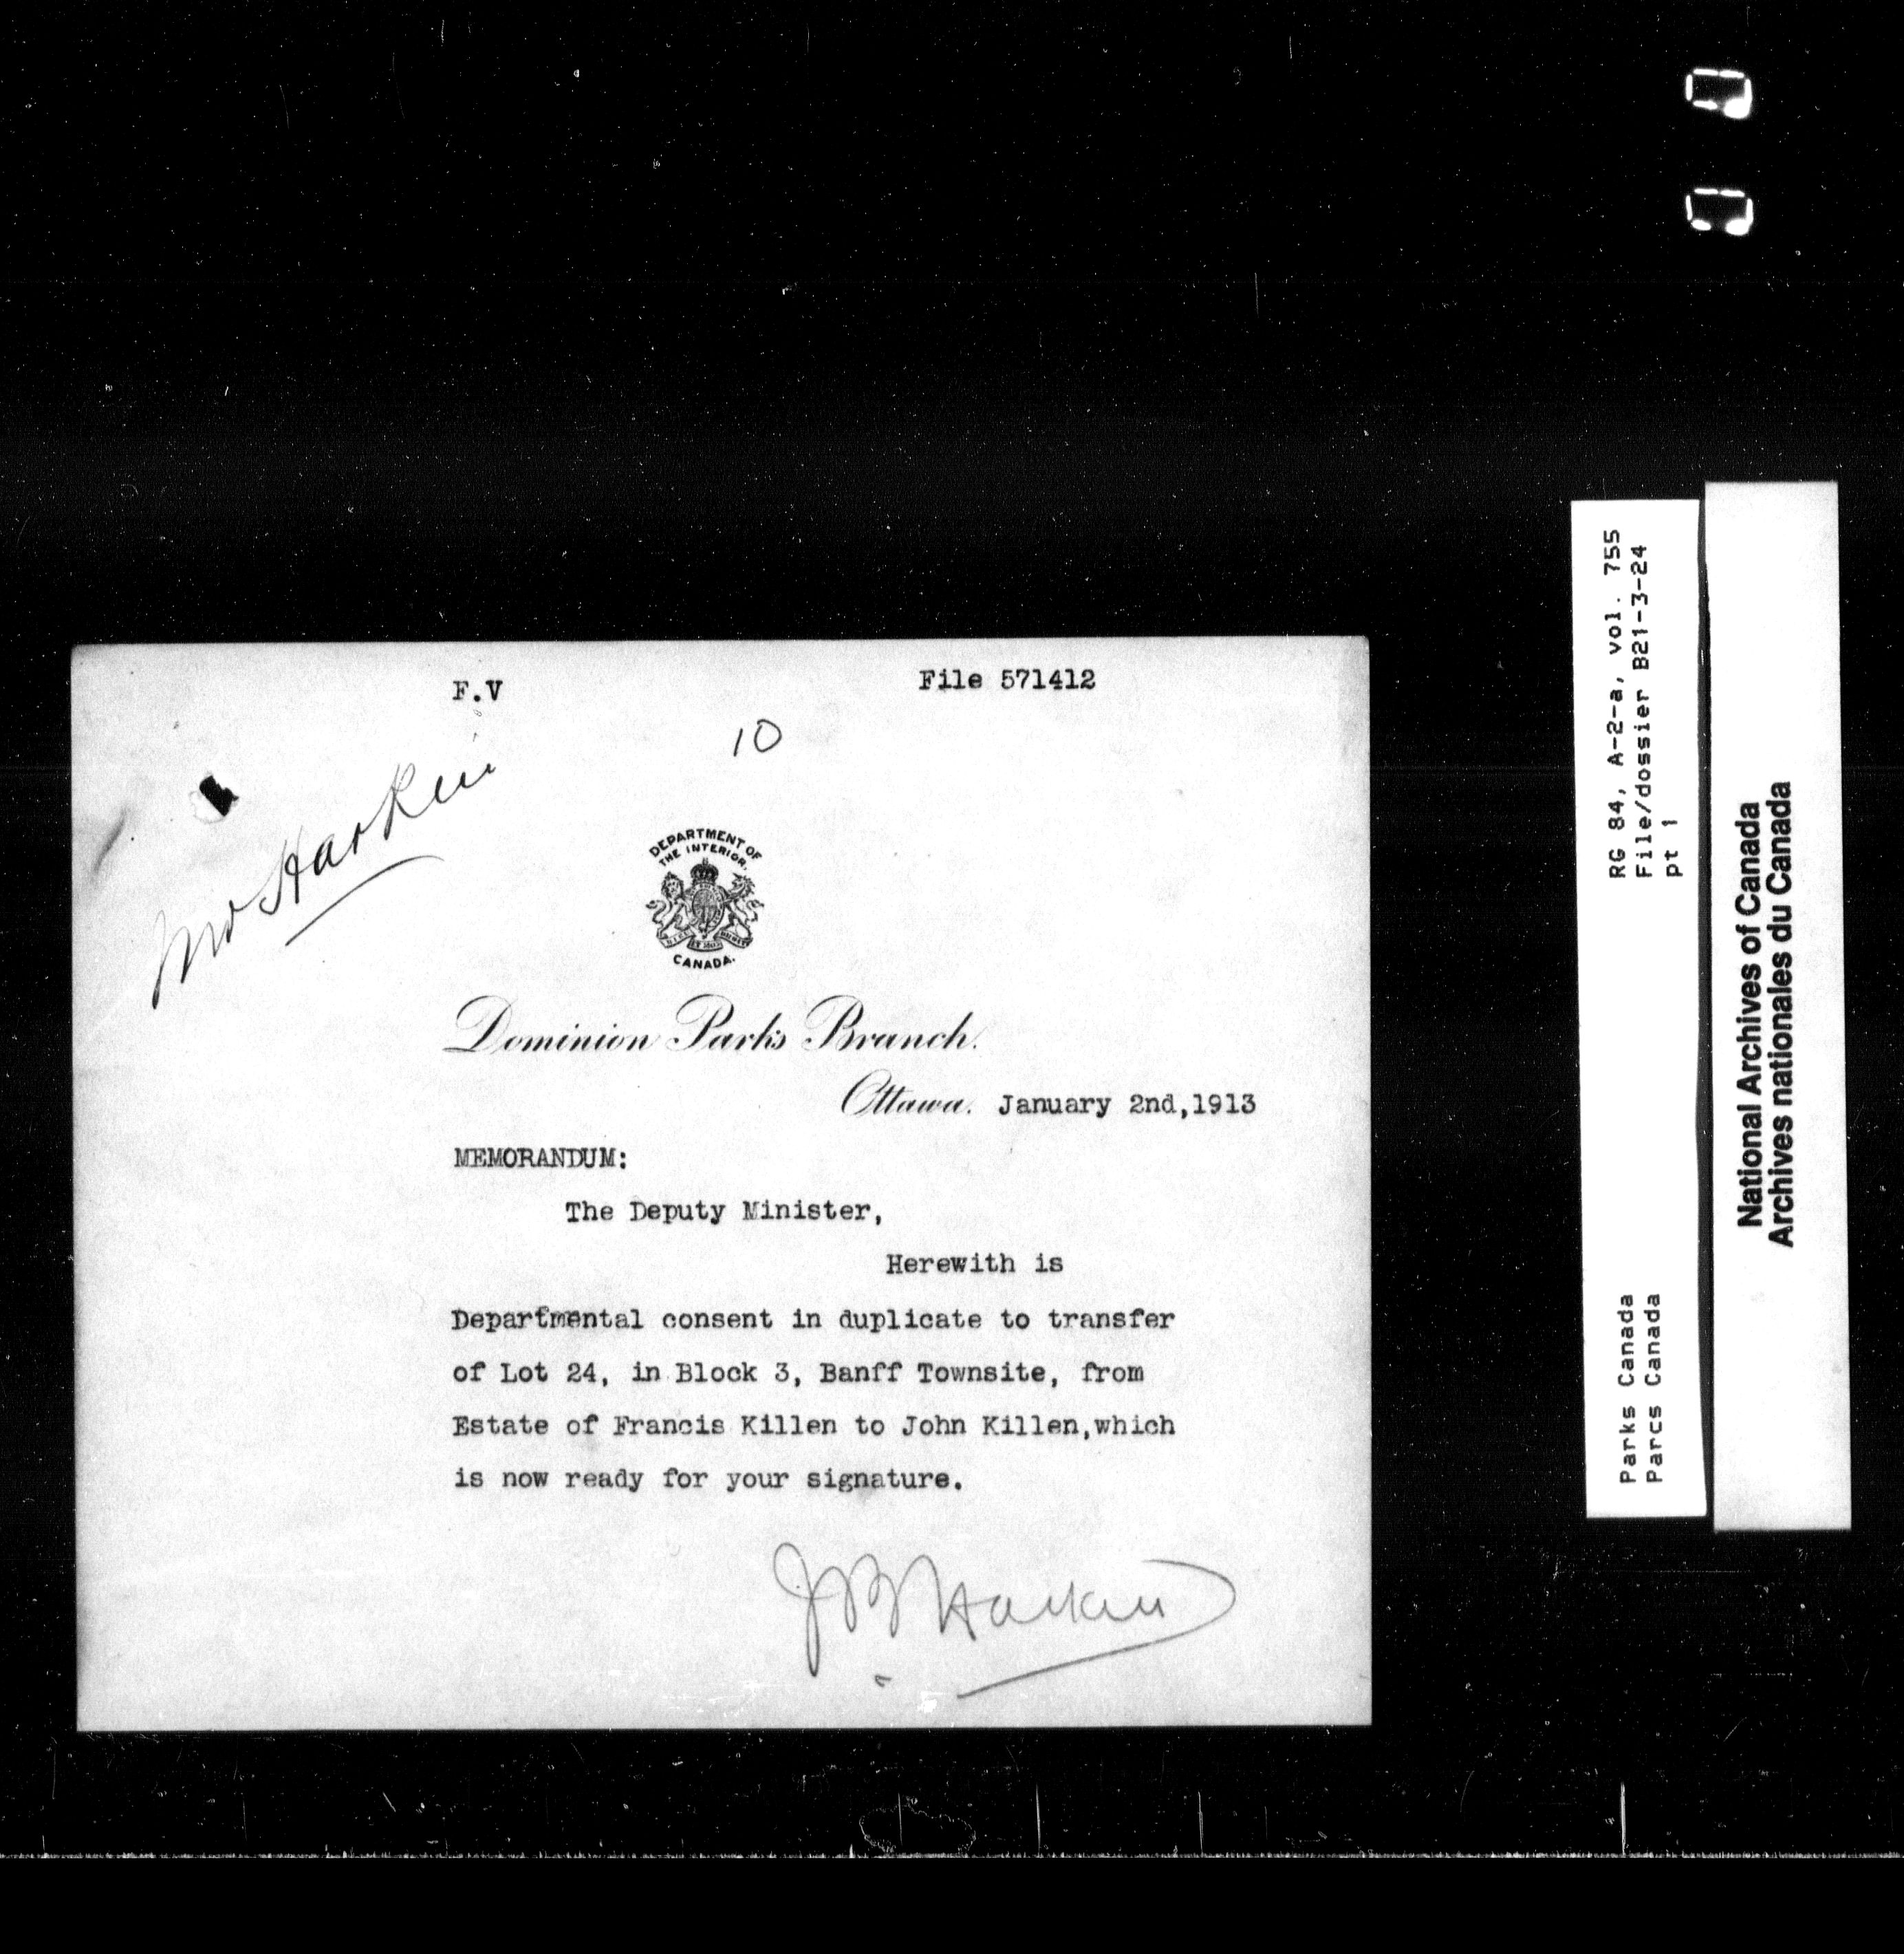 F.V
File 571412
10
Mr Harkin
DEPARTMENT OF
THE INTERIOR.
CANADA.
Dominion Parks Branch.
Ottawa. January 2nd,1913
MEMORANDUM:
The Deputy Minister,
Herewith is
Departmental consent in duplicate to transfer
of Lot 24, in Block 3, Banff Townsite, from
Estate of Francis Killen to John Killen,which
is now ready for your signature.
JB Harkin
RG 84, A-2-a, vol. 755
File/dossier B21-3-24
pt 1
Parks Canada
Parcs Canada
National Archives of Canada
Archives nationales du Canada